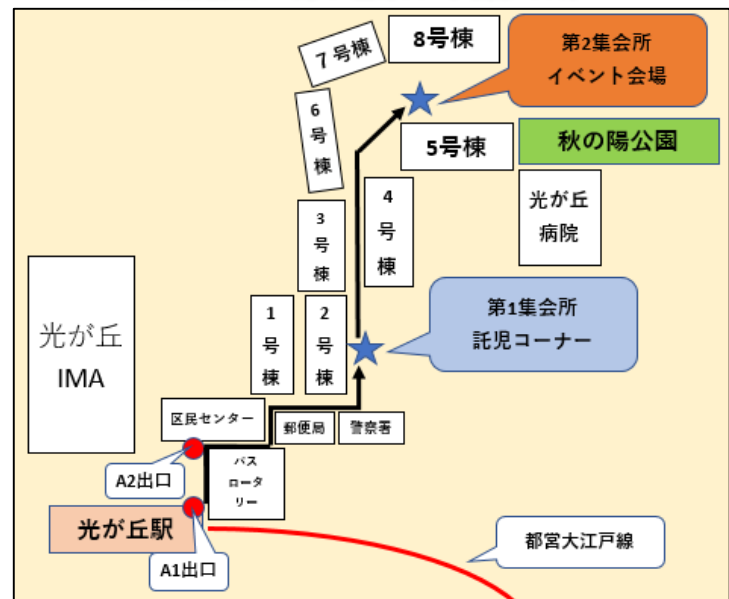 7号棟
8号棟
第2集会所
イベント会場
6号棟
5号棟
秋の陽公園
3号棟
4号棟
光が丘
病院
光が丘
IMA
1号棟
2号棟
第1集会所
託児コーナー
区民センター
郵便局
警察署
A2出口
バス
ロータ
リー
光が丘駅
A1出口
都営大江戸線